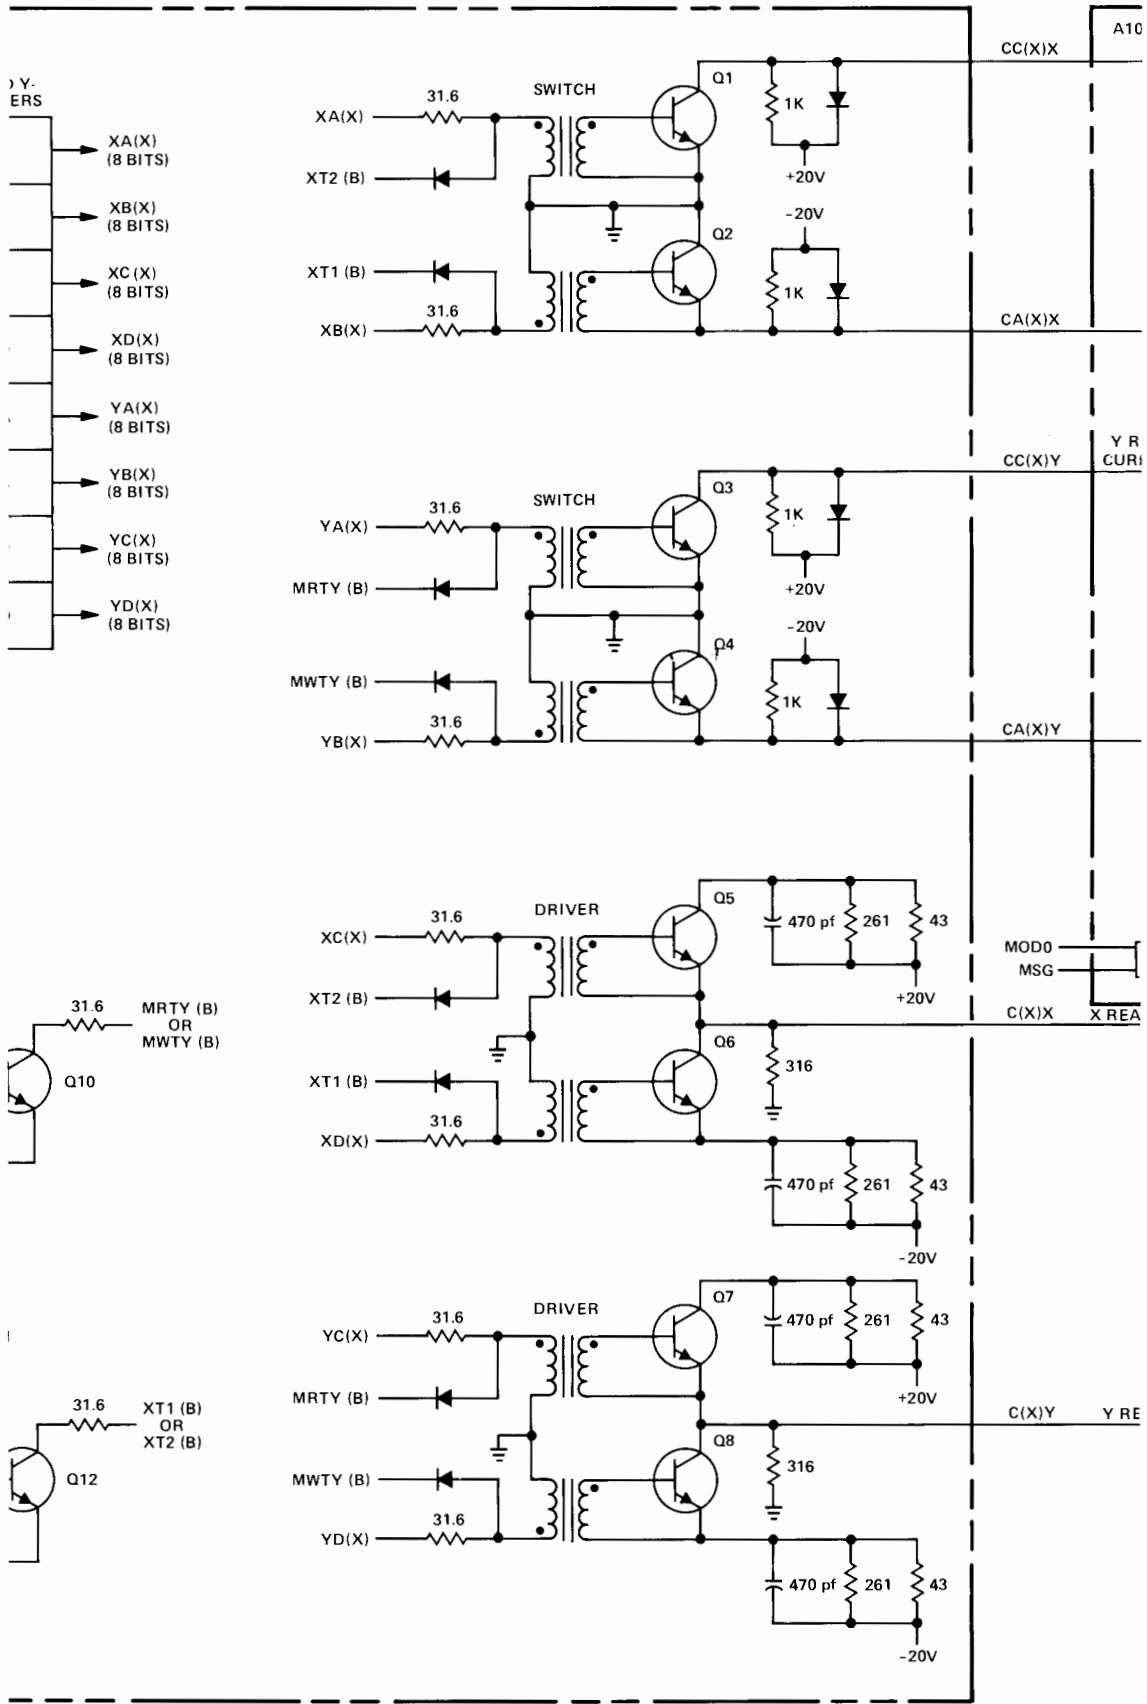 A10
CC(X)X
Y-
ERS
XA(X)
(8 BITS)
XB(X)
(8 BITS)
XC(X)
(8 BITS)
XD(X)
(8 BITS)
YA(X)
(8 BITS)
YB(X)
(8 BITS)
YC(X)
(8 BITS)
YD(X)
(8 BITS)
XA(X)
31.6
SWITCH
Q1
1K
+20V
XT2 (B)
-20V
Q2
XT1 (B)
1K
31.6
XB(X)
CA(X)X
CC(X)Y
Y R
CUR
YA(X)
31.6
SWITCH
Q3
1K
+20V
MRTY (B)
-20V
Q4
MWTY (B)
1K
31.6
YB(X)
CA(X)Y
XC(X)
31.6
DRIVER
Q5
470 pf
261
43
+20V
MOD0
MSG
XT2 (B)
C(X)X
X REA
Q6
316
XT1 (B)
31.6
XD(X)
470 pf
261
43
-20V
31.6
MRTY (B)
OR
MWTY (B)
Q10
YC(X)
31.6
DRIVER
Q7
470 pf
261
43
+20V
MRTY (B)
C(X)Y
Y RE
Q8
316
MWTY (B)
31.6
YD(X)
470 pf
261
43
-20V
31.6
XT1 (B)
OR
XT2 (B)
Q12